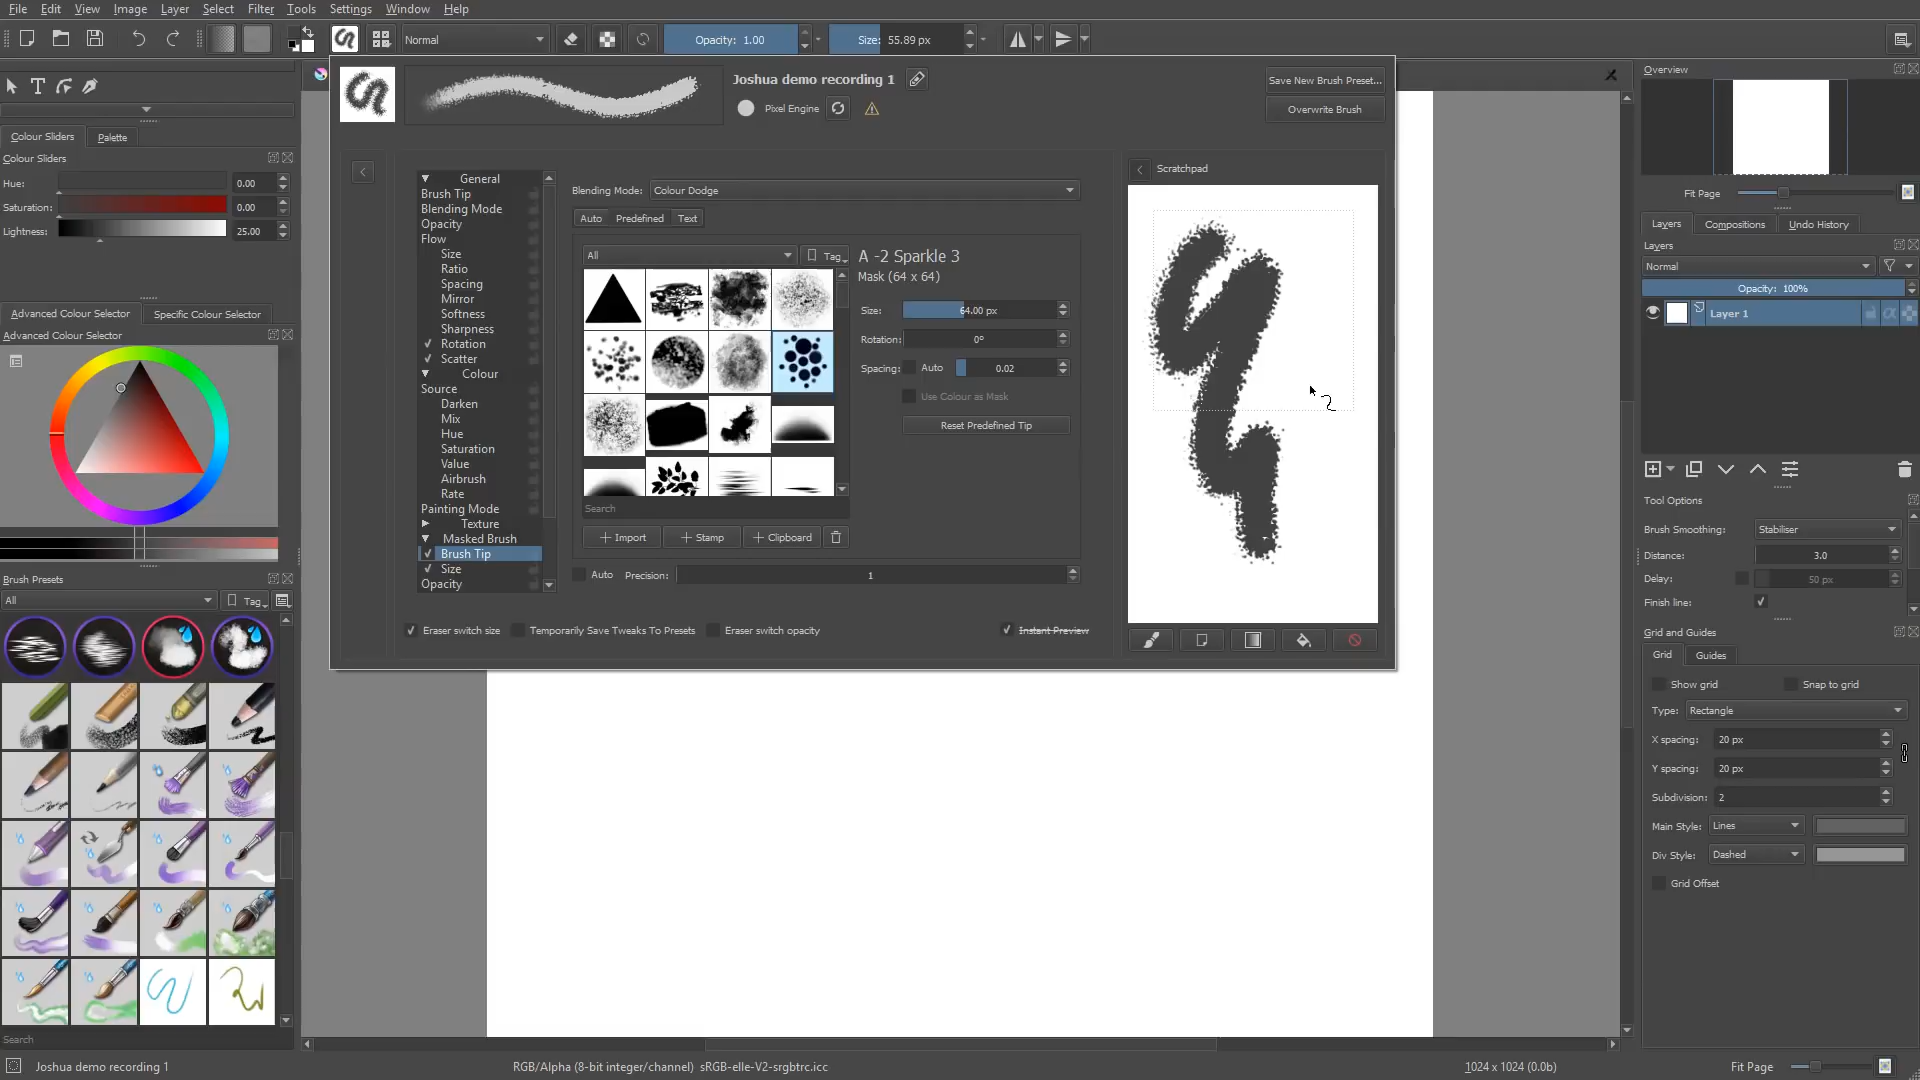 File Edit View Image Layer Select Filter Tools Settings Window Help
Normal
Opacity: 1.00
Size: 55.89 px
Joshua demo recording 1
Pixel Engine
Save New Brush Preset...
Overwrite Brush
Colour Sliders
Palette
Colour Sliders
Hue: 0.00
Saturation: 0.00
Lightness: 25.00
Advanced Colour Selector
Specific Colour Selector
Advanced Colour Selector
Brush Presets
All
Tag
Search
General
Brush Tip
Blending Mode
Opacity
Flow
Size
Ratio
Spacing
Mirror
Softness
Sharpness
Rotation
Scatter
Colour
Source
Darken
Mix
Hue
Saturation
Value
Airbrush
Rate
Painting Mode
Texture
Masked Brush
Brush Tip
Size
Opacity
Blending Mode: Colour Dodge
Auto Predefined Text
All
Tag
Search
Import
Stamp
Clipboard
A -2 Sparkle 3
Mask (64 x 64)
Size: 64.00 px
Rotation: 0°
Spacing: Auto 0.02
Use Colour as Mask
Reset Predefined Tip
Auto Precision: 1
Eraser switch size
Temporarily Save Tweaks To Presets
Eraser switch opacity
Instant Preview
Scratchpad
Overview
Fit Page
Layers Compositions Undo History
Layers
Normal
Opacity: 100%
Layer 1
Tool Options
Brush Smoothing: Stabiliser
Distance: 3.0
Delay: 50 px
Finish line:
Grid and Guides
Grid Guides
Show grid
Snap to grid
Type: Rectangle
X spacing: 20 px
Y spacing: 20 px
Subdivision: 2
Main Style: Lines
Div Style: Dashed
Grid Offset
Joshua demo recording 1
RGB/Alpha (8-bit integer/channel) sRGB-elle-V2-srgbtrc.icc
1024 x 1024 (0.0b)
Fit Page